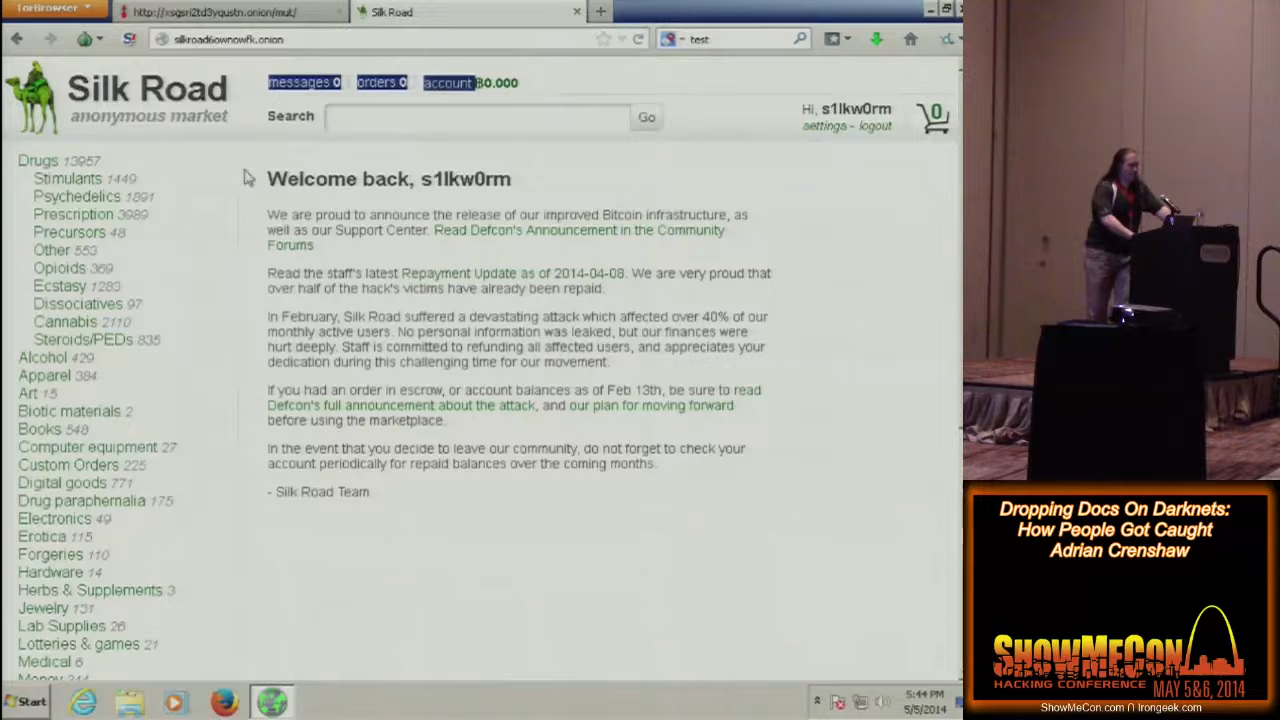 TorBrowser
http://xsgsri2td3yqustn.onion/mut/
Silk Road
silkroad6ownowfk.onion
test
Silk Road
anonymous market
messages 0 orders 0 account ฿0.000
Search
Go
Hi, s1lkw0rm
settings - logout
0
Drugs 13957
Stimulants 1449
Psychedelics 1891
Prescription 3989
Precursors 48
Other 553
Opioids 369
Ecstasy 1283
Dissociatives 97
Cannabis 2110
Steroids/PEDs 835
Alcohol 429
Apparel 384
Art 15
Biotic materials 2
Books 548
Computer equipment 27
Custom Orders 225
Digital goods 771
Drug paraphernalia 175
Electronics 49
Erotica 115
Forgeries 110
Hardware 14
Herbs & Supplements 3
Jewelry 131
Lab Supplies 26
Lotteries & games 21
Medical 6
Welcome back, s1lkw0rm
We are proud to announce the release of our improved Bitcoin infrastructure, as
well as our Support Center. Read Defcon's Announcement in the Community
Forums.
Read the staff's latest Repayment Update as of 2014-04-08. We are very proud that
over half of the hack's victims have already been repaid.
In February, Silk Road suffered a devastating attack which affected over 40% of our
monthly active users. No personal information was leaked, but our finances were
hurt deeply. Staff is committed to refunding all affected users, and appreciates your
dedication during this challenging time for our movement.
If you had an order in escrow, or account balances as of Feb 13th, be sure to read
Defcon's full announcement about the attack, and our plan for moving forward
before using the marketplace.
In the event that you decide to leave our community, do not forget to check your
account periodically for repaid balances over the coming months.
- Silk Road Team
Start
5:44 PM
5/5/2014
Dropping Docs On Darknets:
How People Got Caught
Adrian Crenshaw
ShowMeCon
HACKING CONFERENCE MAY 5&6, 2014
ShowMeCon.com ∩ Irongeek.com